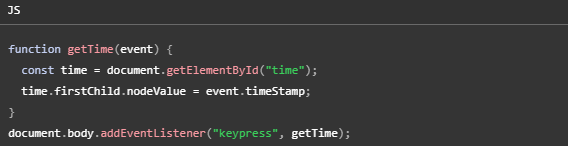 JS
function getTime(event) {
  const time = document.getElementById("time");
  time.firstChild.nodeValue = event.timeStamp;
}
document.body.addEventListener("keypress", getTime);